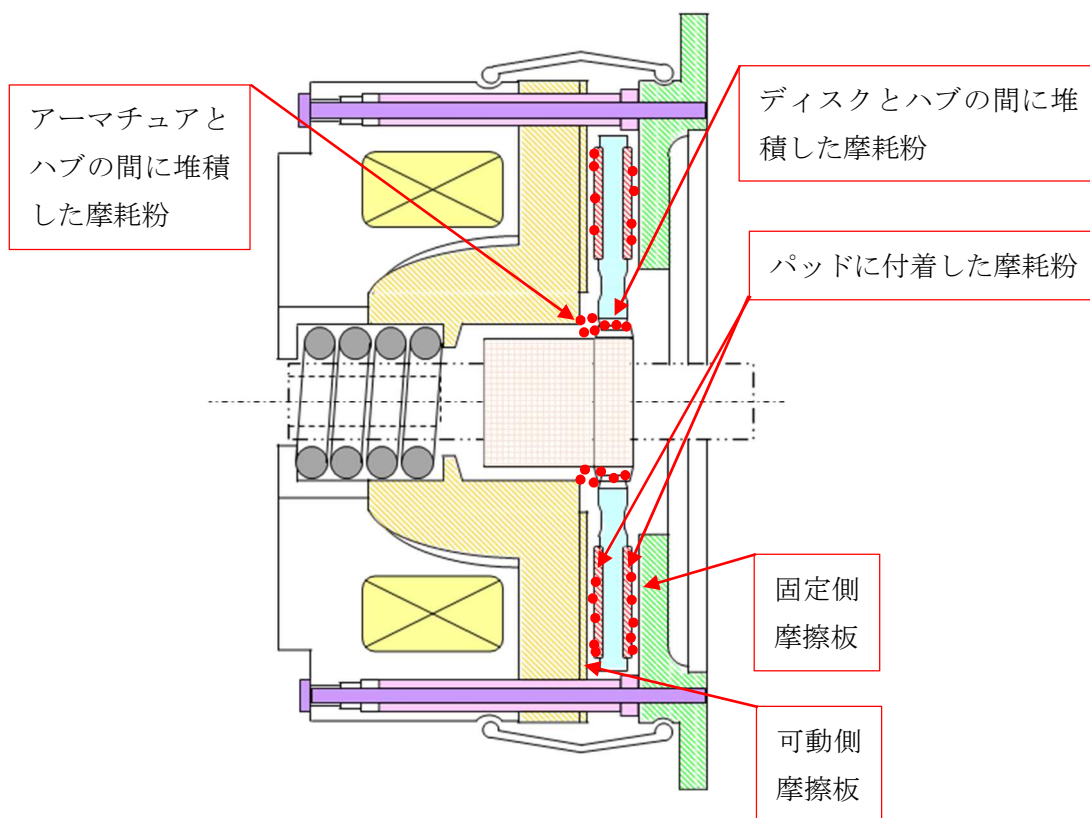 アーマチュアと
ハブの間に堆積
した摩耗粉
ディスクとハブの間に堆
積した摩耗粉
パッドに付着した摩耗粉
固定側
摩擦板
可動側
摩擦板